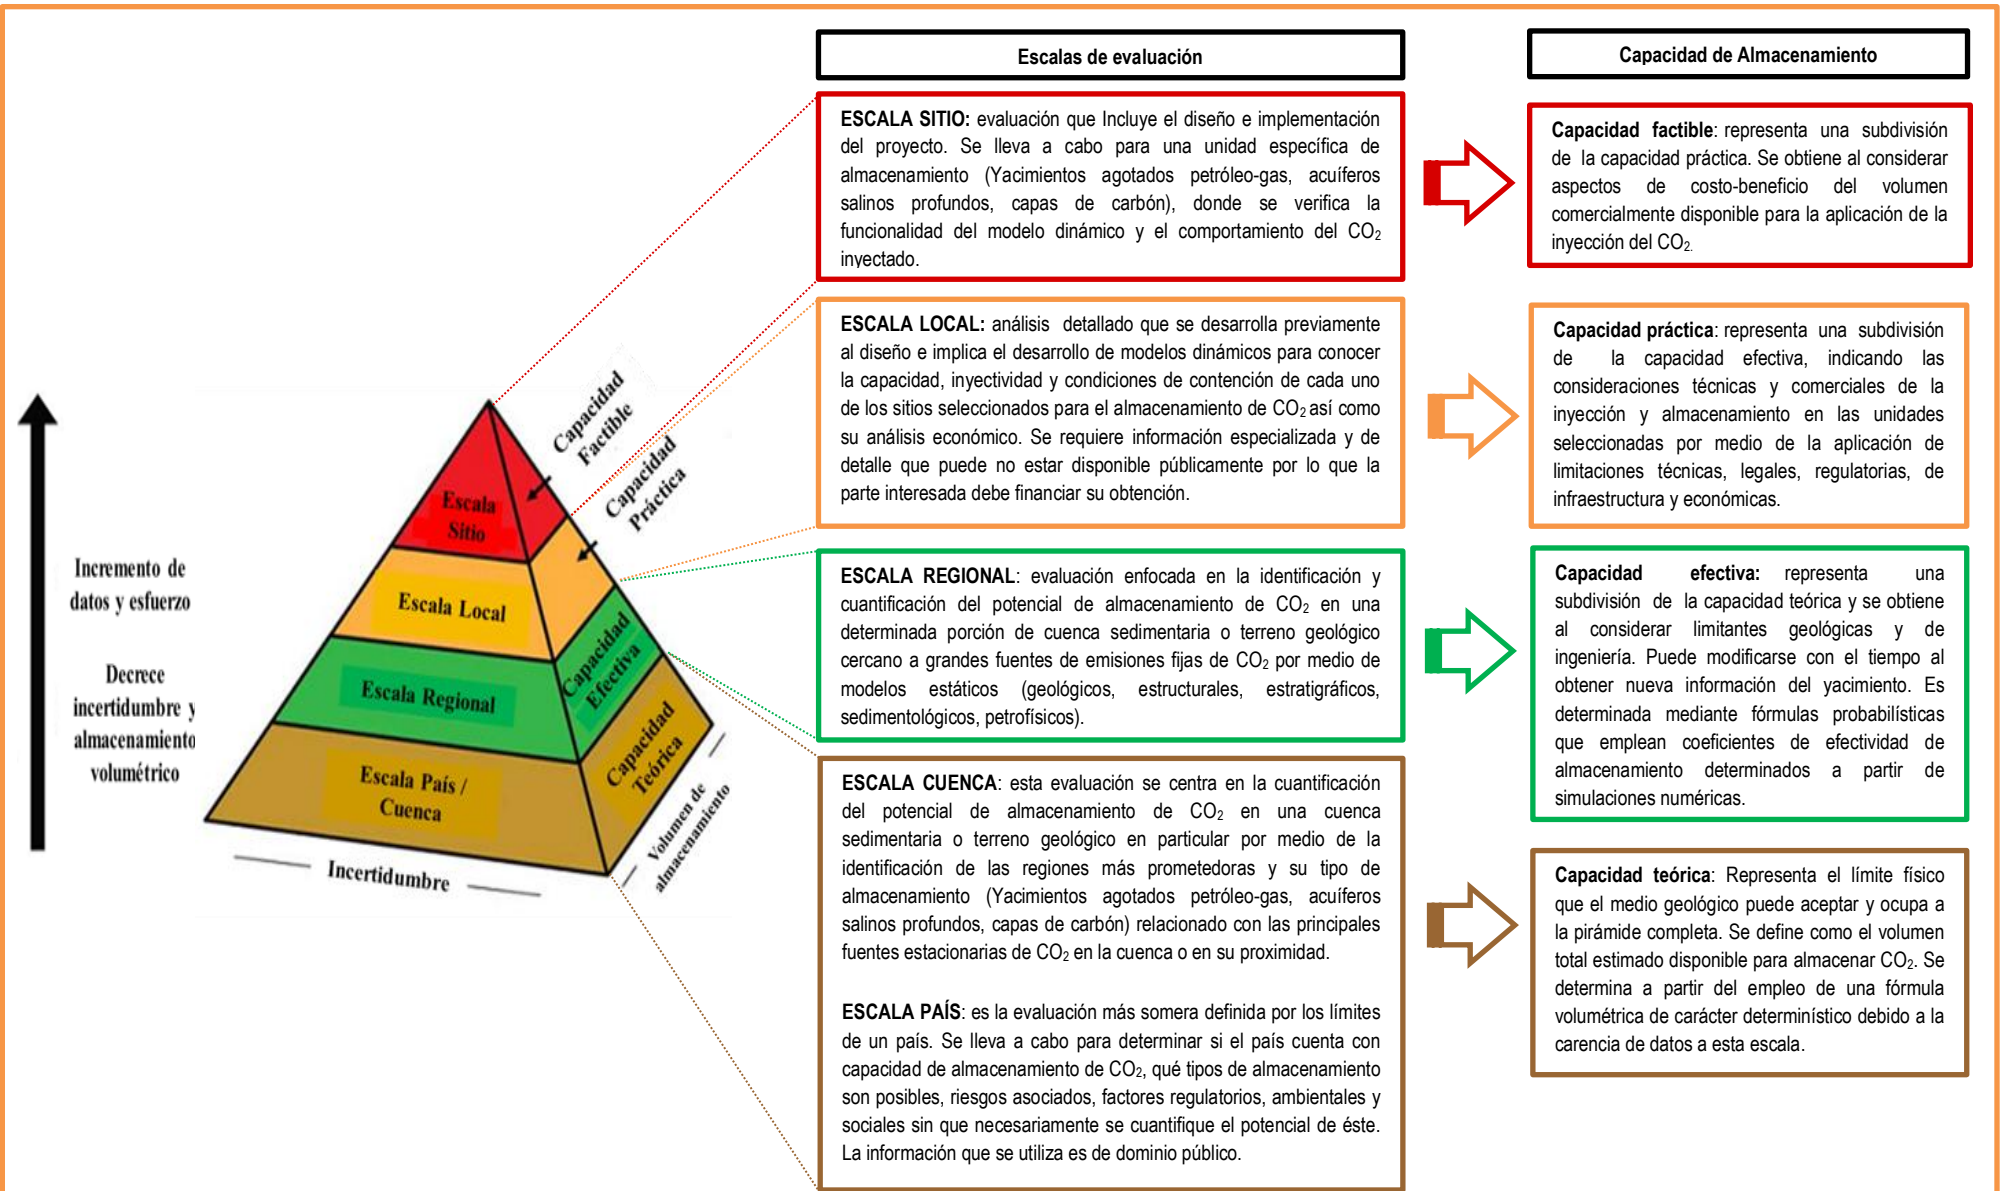 Escalas de evaluación
Capacidad de Almacenamiento
ESCALA SITIO: evaluación que Incluye el diseño e implementación
del proyecto. Se lleva a cabo para una unidad específica de
almacenamiento (Yacimientos agotados petróleo-gas, acuíferos
salinos profundos, capas de carbón), donde se verifica la
funcionalidad del modelo dinámico y el comportamiento del CO2
inyectado.
Capacidad factible: representa una subdivisión
de la capacidad práctica. Se obtiene al considerar
aspectos de costo-beneficio del volumen
comercialmente disponible para la aplicación de la
inyección del CO2.
ESCALA LOCAL: análisis detallado que se desarrolla previamente
al diseño e implica el desarrollo de modelos dinámicos para conocer
la capacidad, inyectividad y condiciones de contención de cada uno
de los sitios seleccionados para el almacenamiento de CO2 así como
su análisis económico. Se requiere información especializada y de
detalle que puede no estar disponible públicamente por lo que la
parte interesada debe financiar su obtención.
Capacidad práctica: representa una subdivisión
de la capacidad efectiva, indicando las
consideraciones técnicas y comerciales de la
inyección y almacenamiento en las unidades
seleccionadas por medio de la aplicación de
limitaciones técnicas, legales, regulatorias, de
infraestructura y económicas.
ESCALA REGIONAL: evaluación enfocada en la identificación y
cuantificación del potencial de almacenamiento de CO2 en una
determinada porción de cuenca sedimentaria o terreno geológico
cercano a grandes fuentes de emisiones fijas de CO2 por medio de
modelos estáticos (geológicos, estructurales, estratigráficos,
sedimentológicos, petrofísicos).
Capacidad efectiva: representa una
subdivisión de la capacidad teórica y se obtiene
al considerar limitantes geológicas y de
ingeniería. Puede modificarse con el tiempo al
obtener nueva información del yacimiento. Es
determinada mediante fórmulas probabilísticas
que emplean coeficientes de efectividad de
almacenamiento determinados a partir de
simulaciones numéricas.
ESCALA CUENCA: esta evaluación se centra en la cuantificación
del potencial de almacenamiento de CO2 en una cuenca
sedimentaria o terreno geológico en particular por medio de la
identificación de las regiones más prometedoras y su tipo de
almacenamiento (Yacimientos agotados petróleo-gas, acuíferos
salinos profundos, capas de carbón) relacionado con las principales
fuentes estacionarias de CO2 en la cuenca o en su proximidad.
ESCALA PAÍS: es la evaluación más somera definida por los límites
de un país. Se lleva a cabo para determinar si el país cuenta con
capacidad de almacenamiento de CO2, qué tipos de almacenamiento
son posibles, riesgos asociados, factores regulatorios, ambientales y
sociales sin que necesariamente se cuantifique el potencial de éste.
La información que se utiliza es de dominio público.
Capacidad teórica: Representa el límite físico
que el medio geológico puede aceptar y ocupa a
la pirámide completa. Se define como el volumen
total estimado disponible para almacenar CO2. Se
determina a partir del empleo de una fórmula
volumétrica de carácter determinístico debido a la
carencia de datos a esta escala.
Incremento de
datos y esfuerzo
Decrece
incertidumbre y
almacenamiento
volumétrico
Escala
Sitio
Escala Local
Escala Regional
Escala País /
Cuenca
Capacidad
Factible
Capacidad
Práctica
Capacidad
Efectiva
Capacidad
Teórica
Incertidumbre
Volumen de
almacenamiento